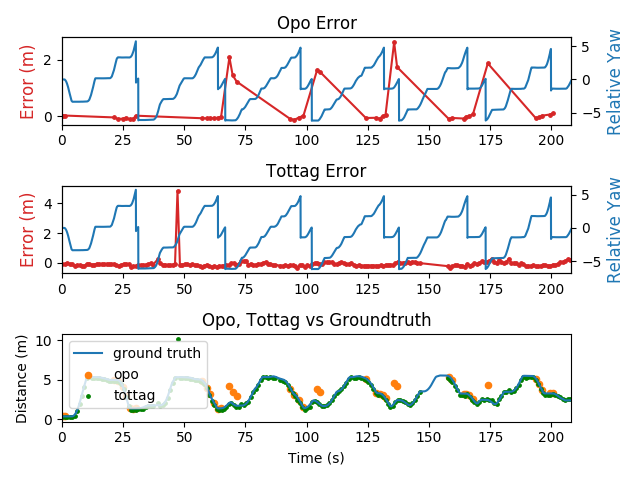 Opo Error
Error (m)
2
0
5
0
−5
Relative Yaw
0 25 50 75 100 125 150 175 200
Tottag Error
Error (m)
4
2
0
5
0
−5
Relative Yaw
0 25 50 75 100 125 150 175 200
Opo, Tottag vs Groundtruth
Distance (m)
10
5
0
ground truth
opo
tottag
0 25 50 75 100 125 150 175 200
Time (s)